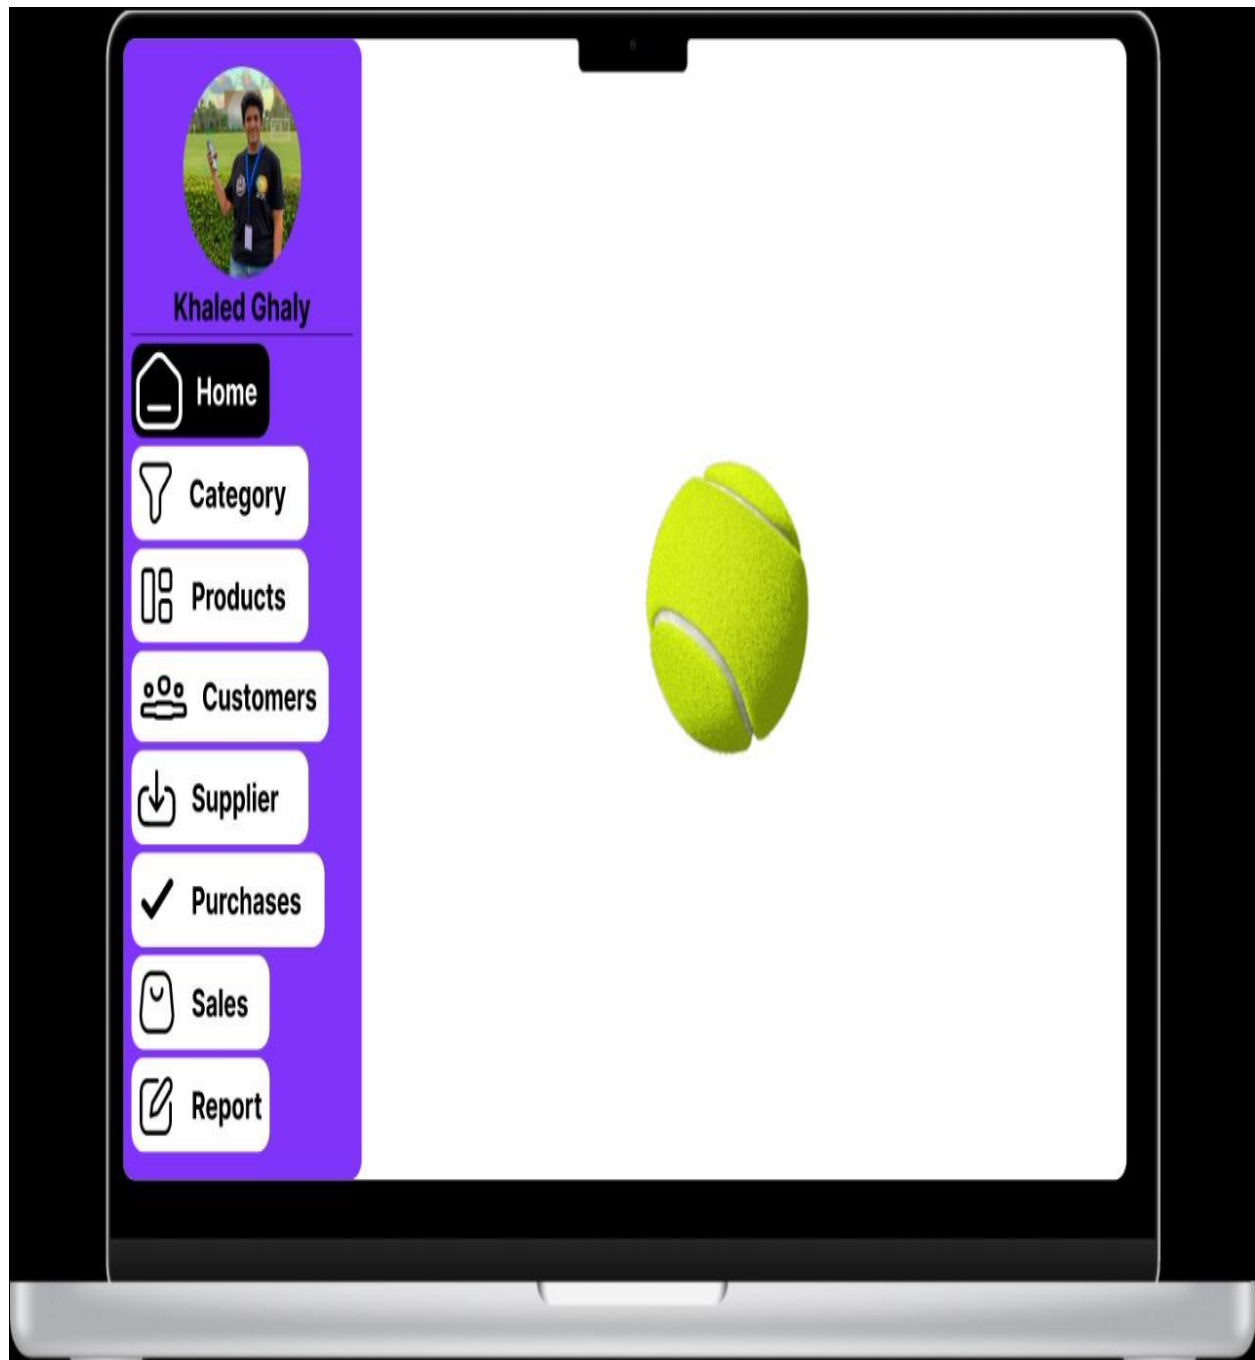 Khaled Ghaly
Home
Category
Products
Customers
Supplier
Purchases
Sales
Report